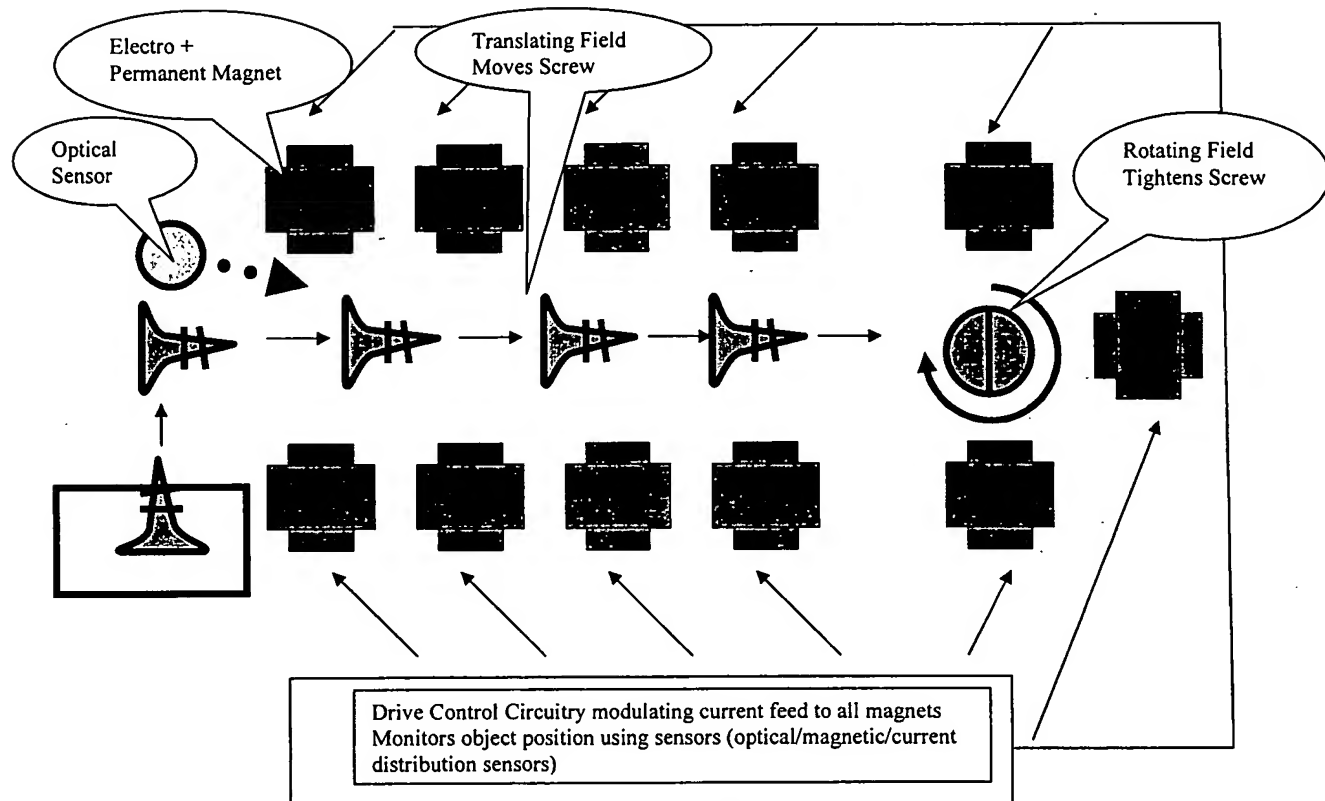 Electro +
Permanent Magnet
Translating Field
Moves Screw
Optical
Sensor
Rotating Field
Tightens Screw
Drive Control Circuitry modulating current feed to all magnets
Monitors object position using sensors (optical/magnetic/current
distribution sensors)